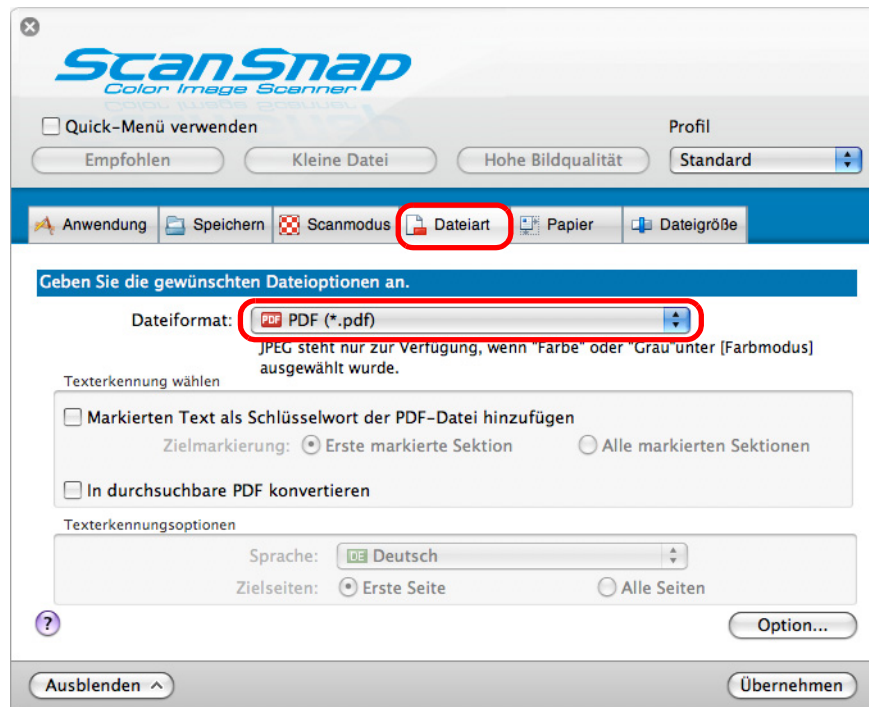 ScanSnap
Color Image Scanner
Quick-Menü verwenden
Profil
Empfohlen
Kleine Datei
Hohe Bildqualität
Standard
Anwendung
Speichern
Scanmodus
Dateiart
Papier
Dateigröße
Geben Sie die gewünschten Dateioptionen an.
Dateiformat:
PDF
PDF (*.pdf)
JPEG steht nur zur Verfügung, wenn "Farbe" oder "Grau"unter [Farbmodus]
ausgewählt wurde.
Texterkennung wählen
Markierten Text als Schlüsselwort der PDF-Datei hinzufügen
Zielmarkierung:
Erste markierte Sektion
Alle markierten Sektionen
In durchsuchbare PDF konvertieren
Texterkennungsoptionen
Sprache:
DE
Deutsch
Zielseiten:
Erste Seite
Alle Seiten
?
Option...
Ausblenden
Übernehmen